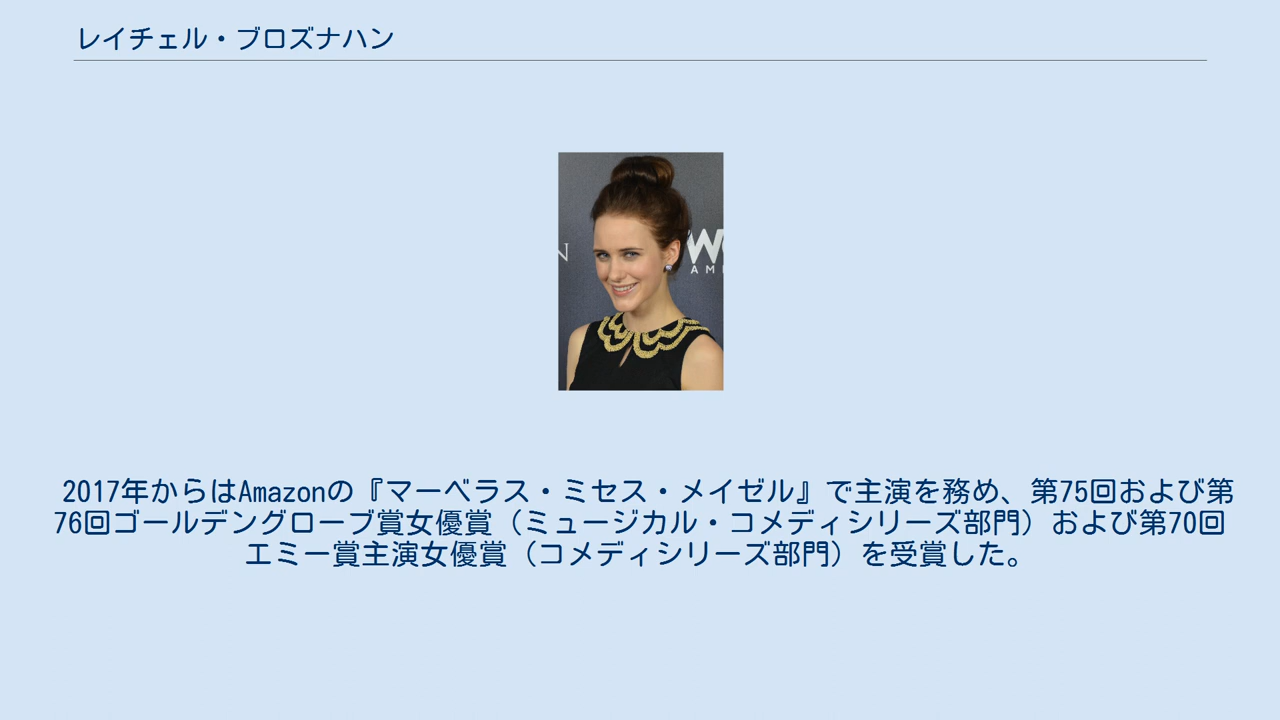 レイチェル・ブロズナハン
N
W
AM
2017年からはAmazonの『マーベラス・ミセス・メイゼル』で主演を務め、第75回および第
76回ゴールデングローブ賞女優賞（ミュージカル・コメディシリーズ部門）および第70回
エミー賞主演女優賞（コメディシリーズ部門）を受賞した。